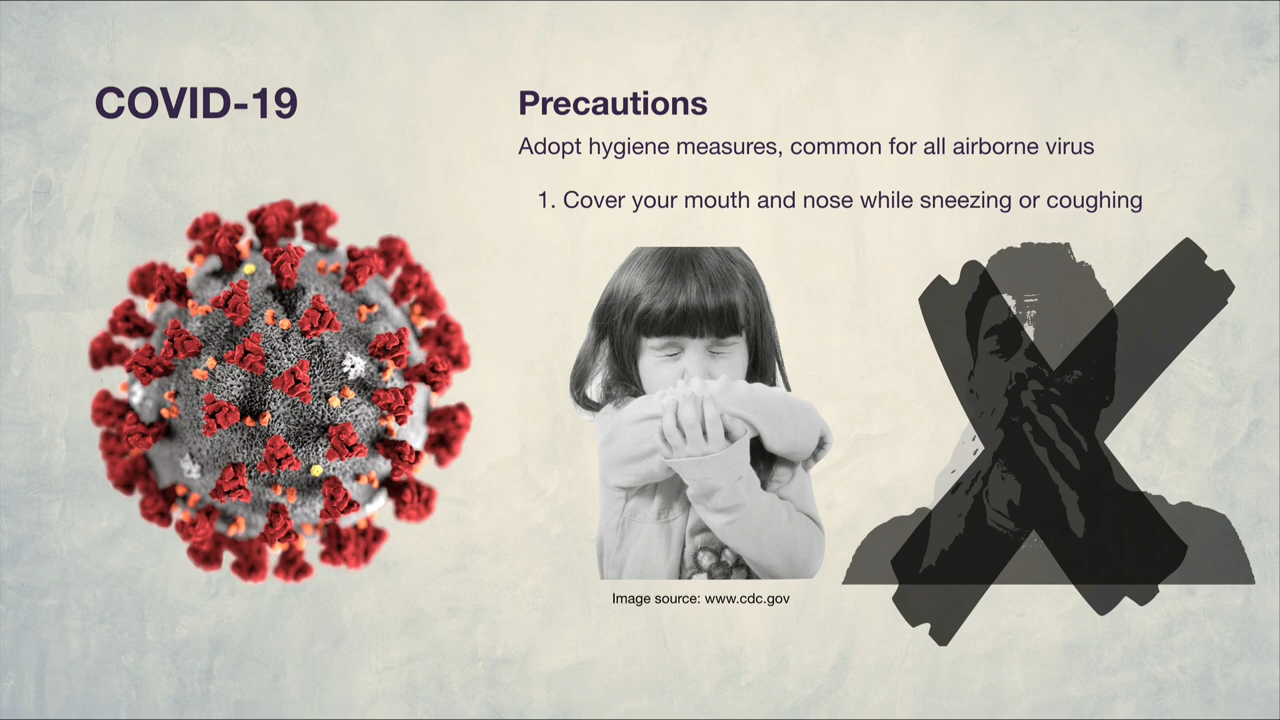 COVID-19
Precautions
Adopt hygiene measures, common for all airborne virus
1. Cover your mouth and nose while sneezing or coughing
Image source: www.cdc.gov